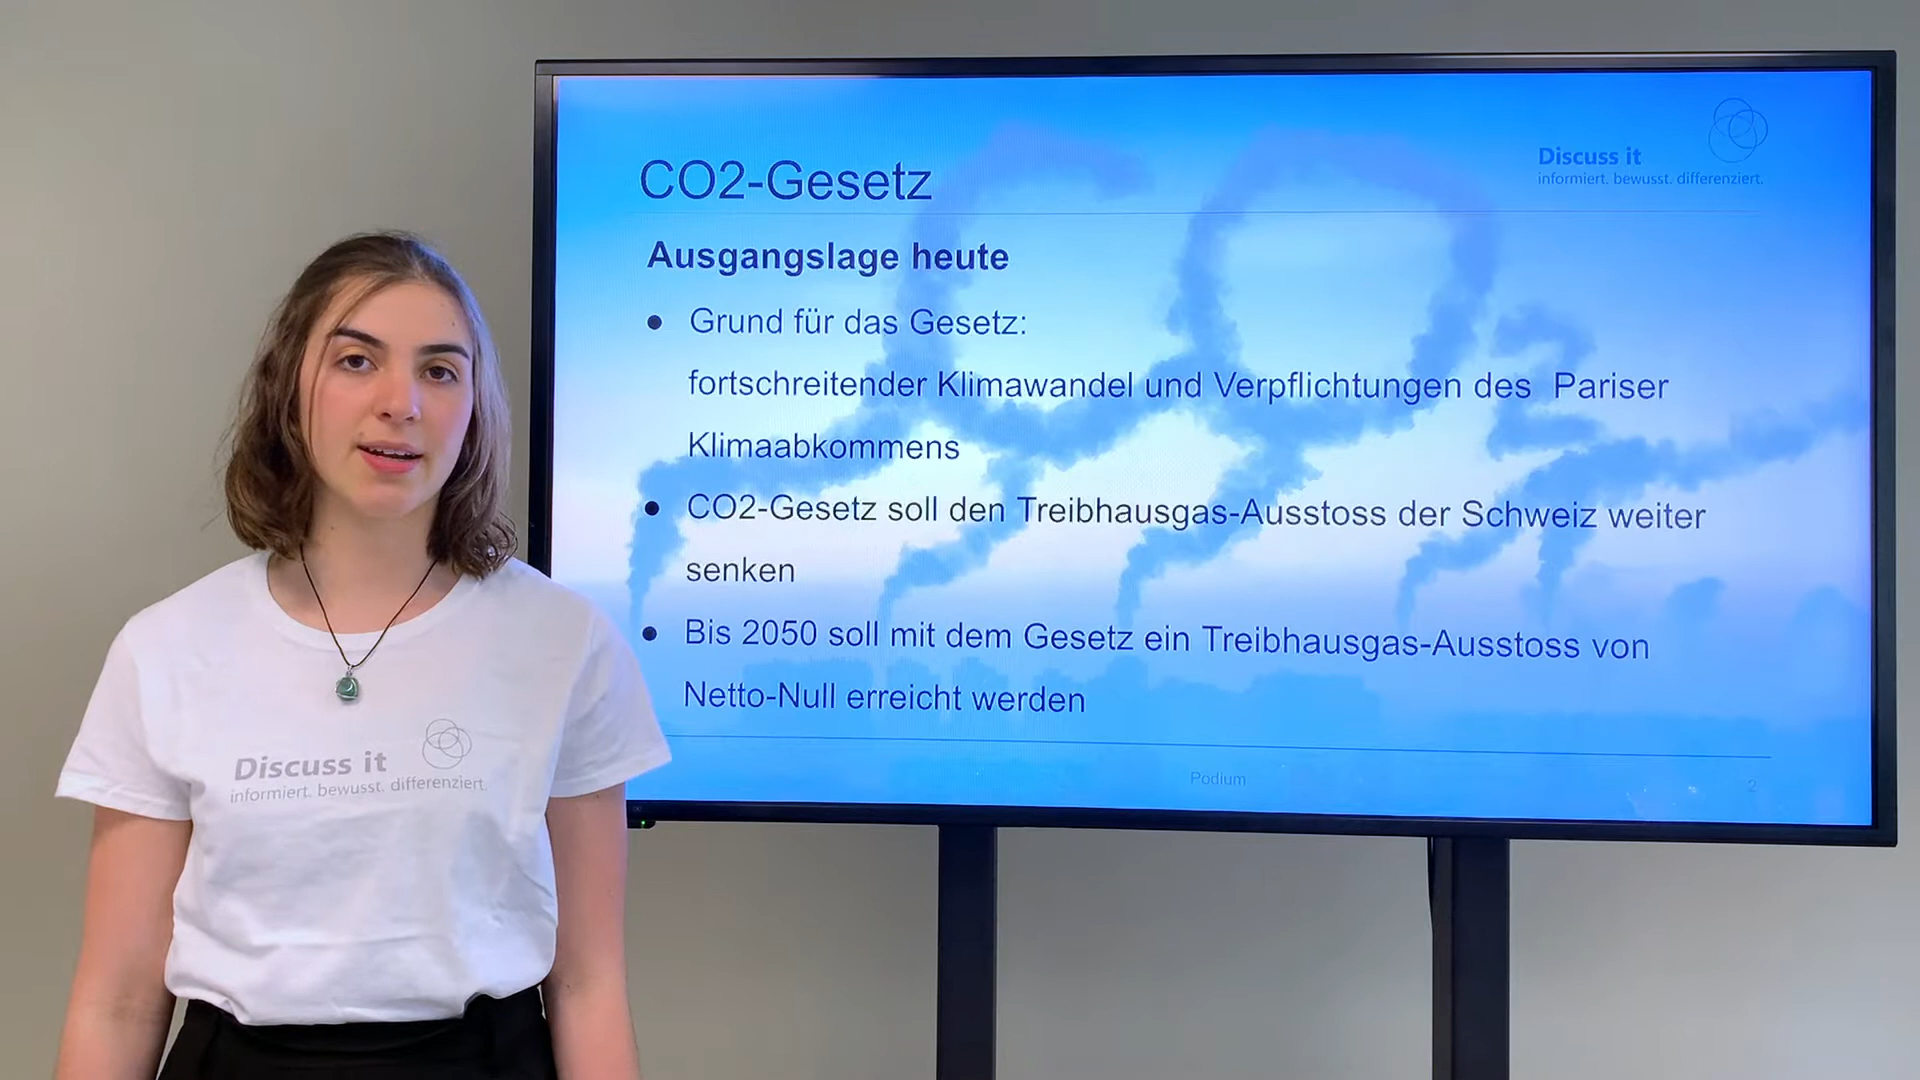 Discuss it
informiert. bewusst. differenziert.
CO2-Gesetz
Ausgangslage heute
● Grund für das Gesetz:
fortschreitender Klimawandel und Verpflichtungen des Pariser
Klimaabkommens
● CO2-Gesetz soll den Treibhausgas-Ausstoss der Schweiz weiter
senken
● Bis 2050 soll mit dem Gesetz ein Treibhausgas-Ausstoss von
Netto-Null erreicht werden
Podium 2
Discuss it
informiert. bewusst. differenziert.